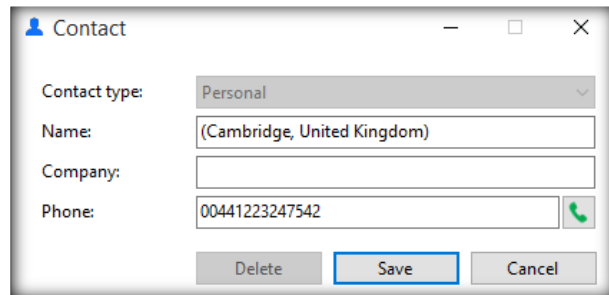 Contact
Contact type: Personal
Name: (Cambridge, United Kingdom)
Company:
Phone: 00441223247542
Delete Save Cancel